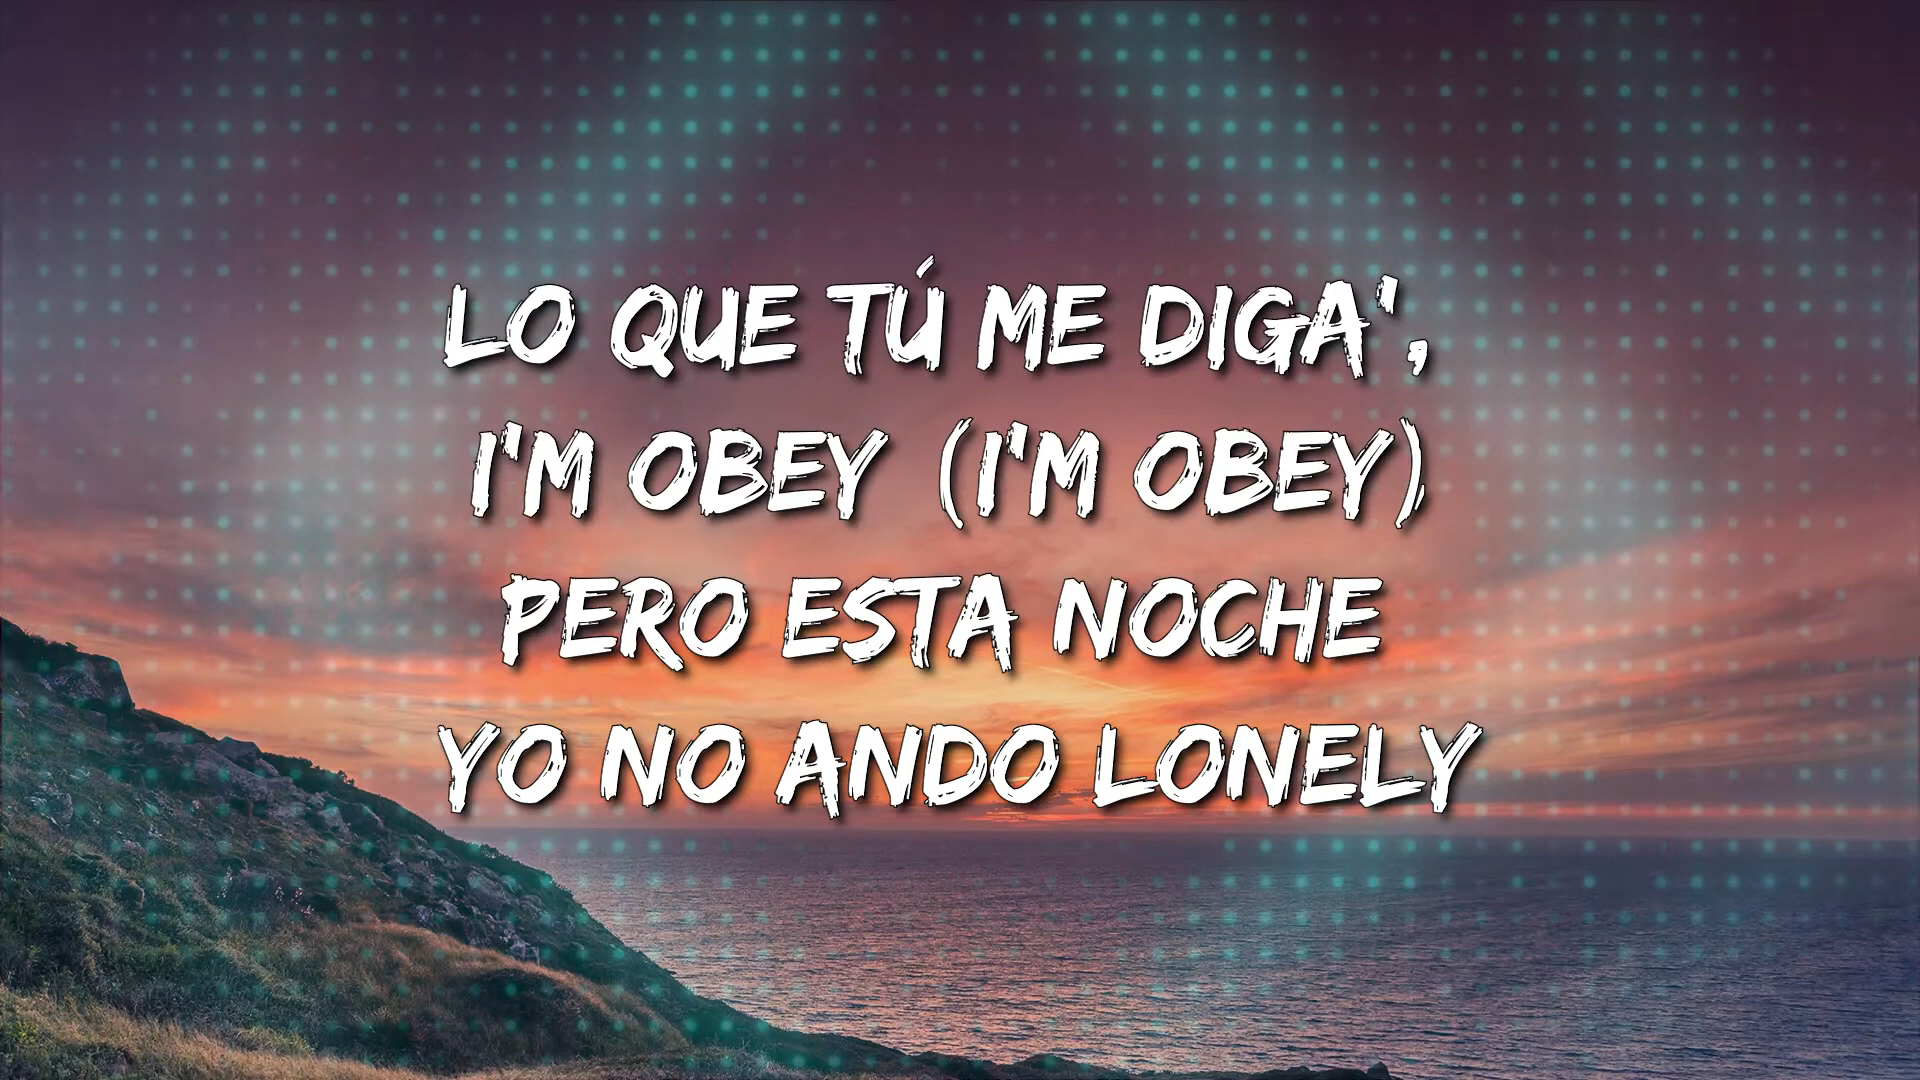 LO QUE TÚ ME DIGA',
I'M OBEY (I'M OBEY)
PERO ESTA NOCHE
YO NO ANDO LONELY